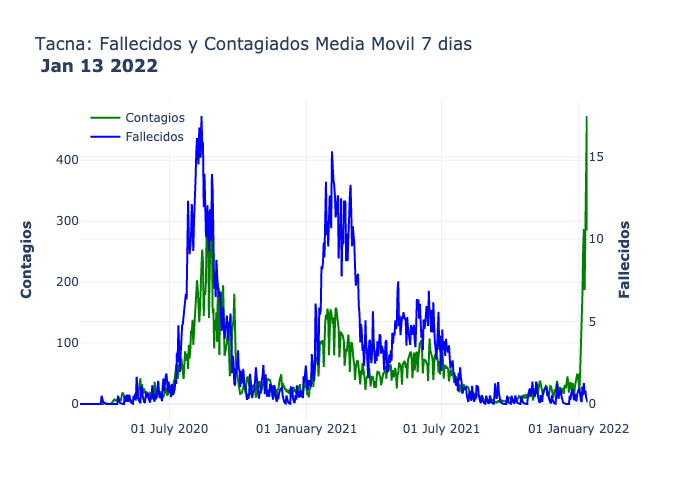 Tacna: Fallecidos y Contagiados Media Movil 7 dias
Jan 13 2022
Contagios
Fallecidos
400
300
200
100
0
15
10
5
0
Contagios
Fallecidos
01 July 2020
01 January 2021
01 July 2021
01 January 2022